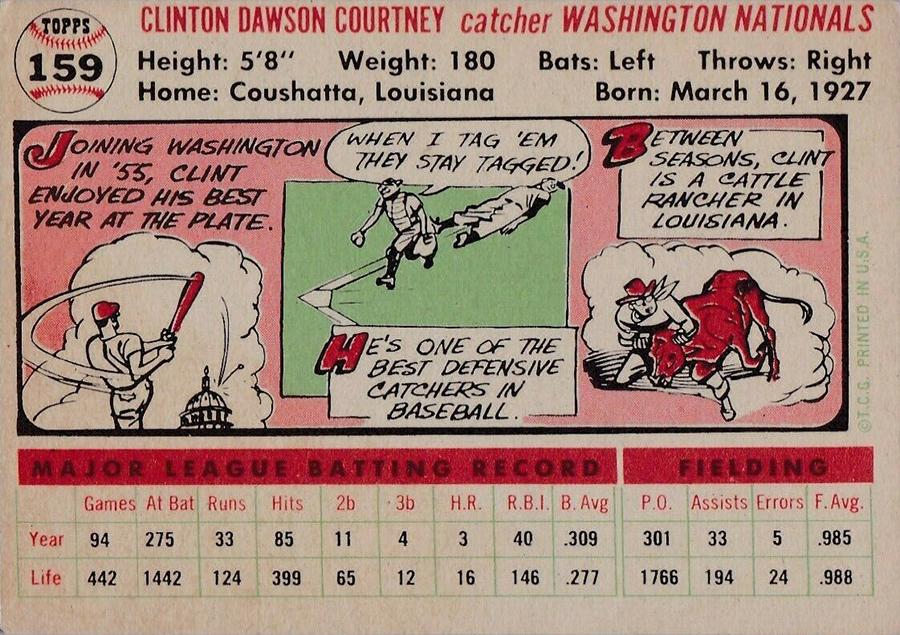 TOPPS
159
CLINTON DAWSON COURTNEY catcher WASHINGTON NATIONALS
Height: 5'8" Weight: 180 Bats: Left Throws: Right
Home: Coushatta, Louisiana Born: March 16, 1927
JOINING WASHINGTON
IN '55, CLINT
ENJOYED HIS BEST
YEAR AT THE PLATE.
WHEN I TAG 'EM
THEY STAY TAGGED!
HE'S ONE OF THE
BEST DEFENSIVE
CATCHERS IN
BASEBALL.
BETWEEN
SEASONS, CLINT
IS A CATTLE
RANCHER IN
LOUISIANA.
©T.C.G. PRINTED IN U.S.A.
MAJOR LEAGUE BATTING RECORD FIELDING
Games At Bat Runs Hits 2b 3b H.R. R.B.I. B. Avg P.O. Assists Errors F. Avg.
Year 94 275 33 85 11 4 3 40 .309 301 33 5 .985
Life 442 1442 124 399 65 12 16 146 .277 1766 194 24 .988